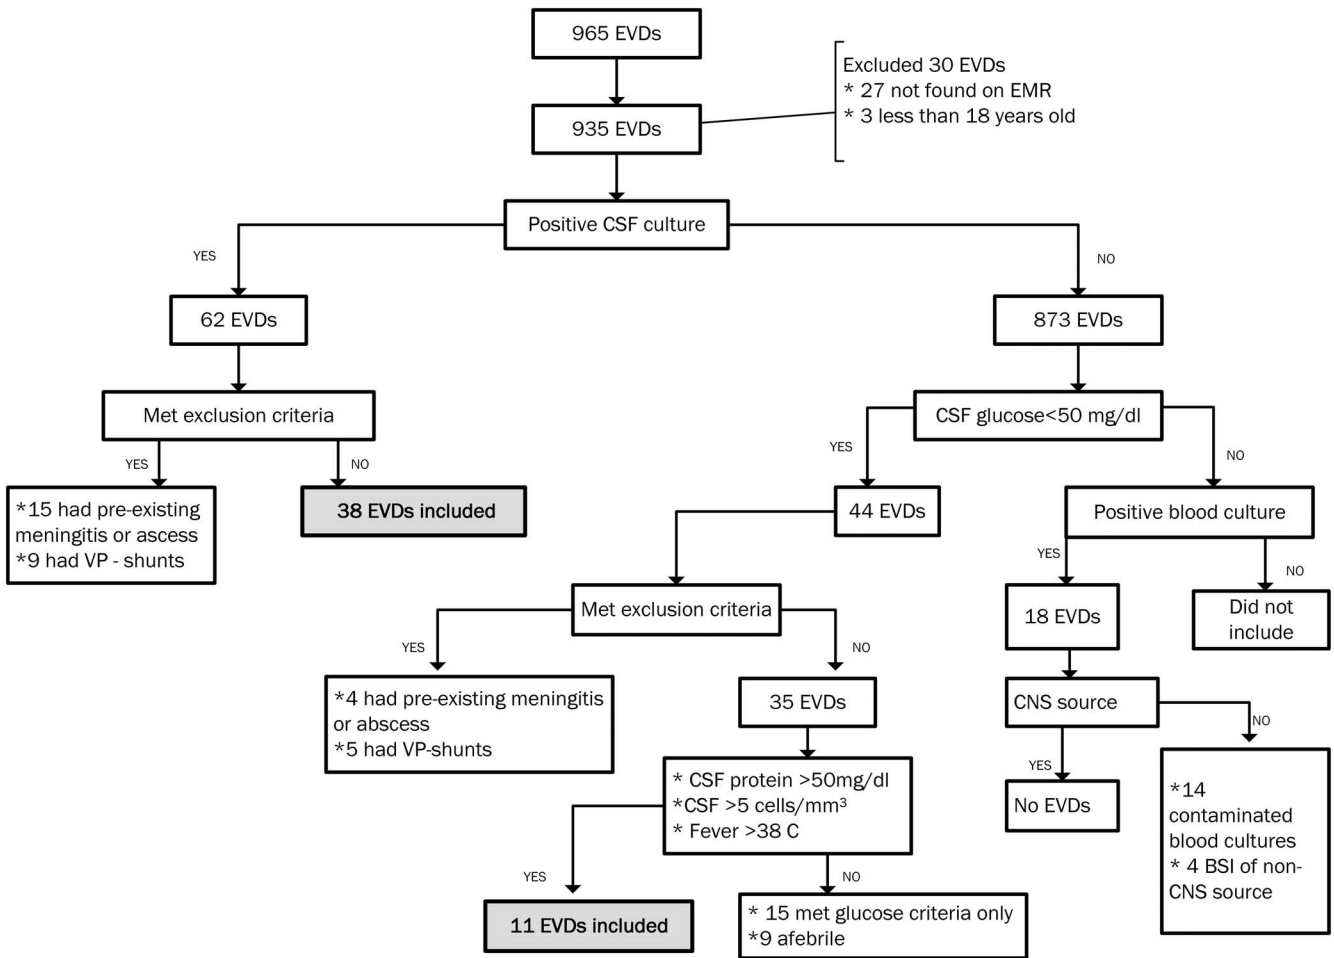 965 EVDs
Excluded 30 EVDs
* 27 not found on EMR
* 3 less than 18 years old
935 EVDs
Positive CSF culture
YES
NO
62 EVDs
873 EVDs
Met exclusion criteria
CSF glucose<50 mg/dl
YES
NO
YES
NO
*15 had pre-existing
meningitis or ascess
*9 had VP - shunts
38 EVDs included
44 EVDs
Positive blood culture
YES
NO
Met exclusion criteria
18 EVDs
Did not
include
YES
NO
*4 had pre-existing meningitis
or abscess
*5 had VP-shunts
35 EVDs
CNS source
NO
YES
* CSF protein >50mg/dl
*CSF >5 cells/mm³
* Fever >38 C
No EVDs
*14
contaminated
blood cultures
* 4 BSI of non-
CNS source
YES
NO
11 EVDs included
* 15 met glucose criteria only
*9 afebrile